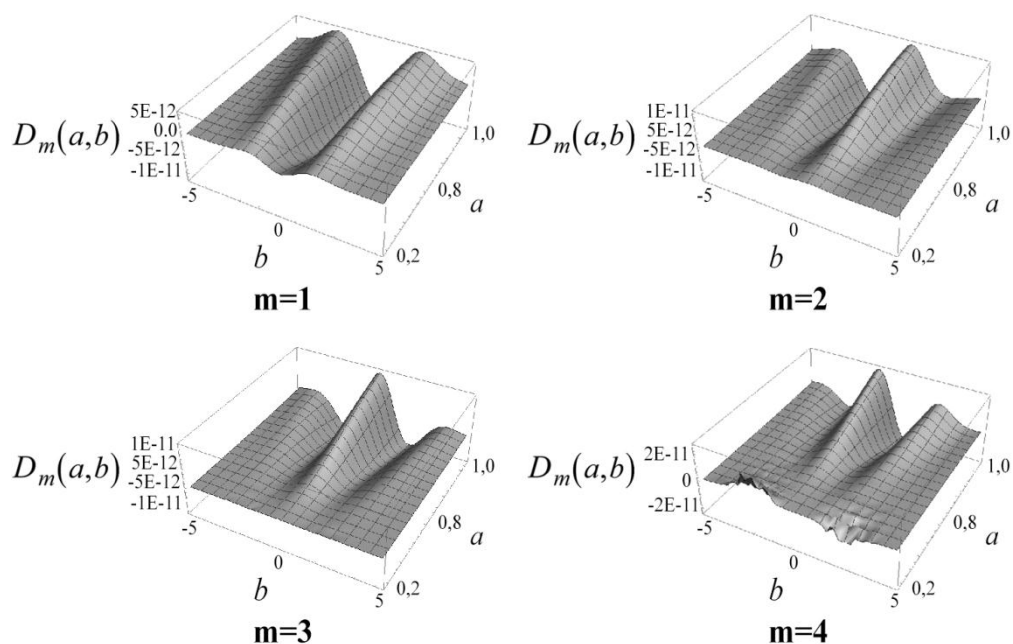 5E-12
0.0
-5E-12
-1E-11
D_m(a,b)
-5
0
5
b
0,2
0,8
1,0
a
m=1
1E-11
5E-12
-5E-12
-1E-11
D_m(a,b)
-5
0
5
b
0,2
0,8
1,0
a
m=2
1E-11
5E-12
-5E-12
-1E-11
D_m(a,b)
-5
0
5
b
0,2
0,8
1,0
a
m=3
2E-11
0
-2E-11
D_m(a,b)
-5
0
5
b
0,2
0,8
1,0
a
m=4